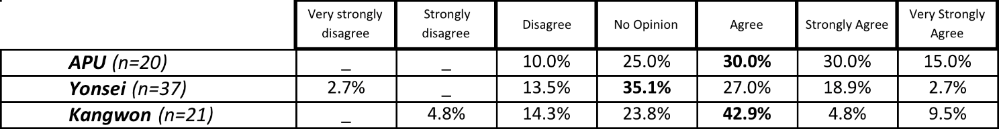 Very strongly disagree Strongly disagree Disagree No Opinion Agree Strongly Agree Very Strongly Agree
APU (n=20) _ _ 10.0% 25.0% 30.0% 30.0% 15.0%
Yonsei (n=37) 2.7% _ 13.5% 35.1% 27.0% 18.9% 2.7%
Kangwon (n=21) _ 4.8% 14.3% 23.8% 42.9% 4.8% 9.5%